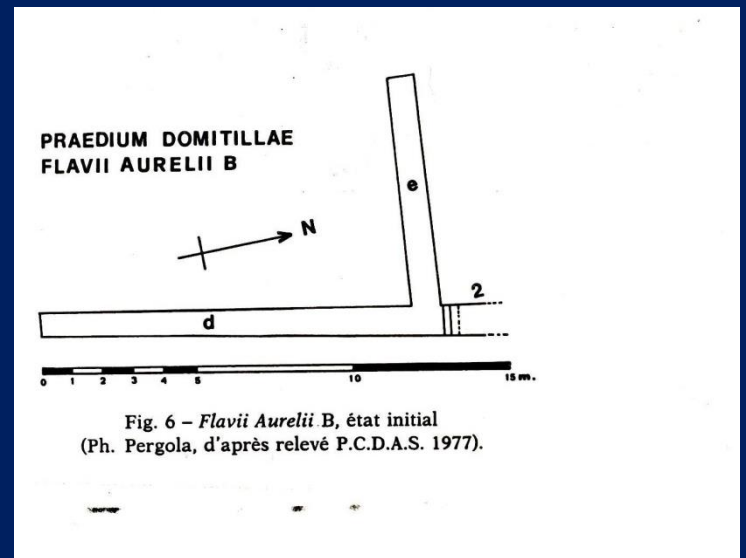 PRAEDIUM DOMITILLAE
FLAVII AURELII B
e
N
2
d
0 1 2 3 4 5 10 15 m.
Fig. 6 – Flavii Aurelii B, état initial
(Ph. Pergola, d'après relevé P.C.D.A.S. 1977).